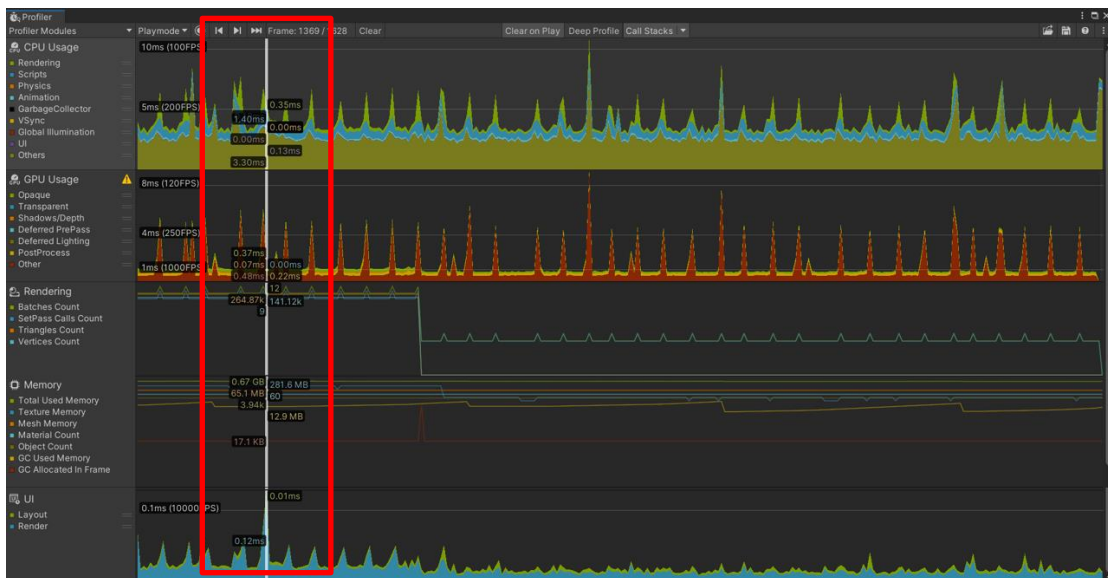 Profiler
Profiler Modules Playmode Frame: 1369 / 1328 Clear Clear on Play Deep Profile Call Stacks
CPU Usage
Rendering
Scripts
Physics
Animation
GarbageCollector
VSync
Global Illumination
UI
Others
10ms (100FPS)
5ms (200FPS)
0.35ms
1.40ms
0.00ms
0.00ms
0.13ms
3.30ms
GPU Usage
Opaque
Transparent
Shadows/Depth
Deferred PrePass
Deferred Lighting
PostProcess
Other
8ms (120FPS)
4ms (250FPS)
1ms (1000FPS
0.37ms
0.07ms 0.00ms
0.48ms 0.22ms
Rendering
Batches Count
SetPass Calls Count
Triangles Count
Vertices Count
12
264.87k 141.12k
9
Memory
Total Used Memory
Texture Memory
Mesh Memory
Material Count
Object Count
GC Used Memory
GC Allocated In Frame
0.67 GB 281.6 MB
65.1 MB 60
3.94k
12.9 MB
17.1 KB
UI
Layout
Render
0.1ms (10000FPS)
0.01ms
0.12ms